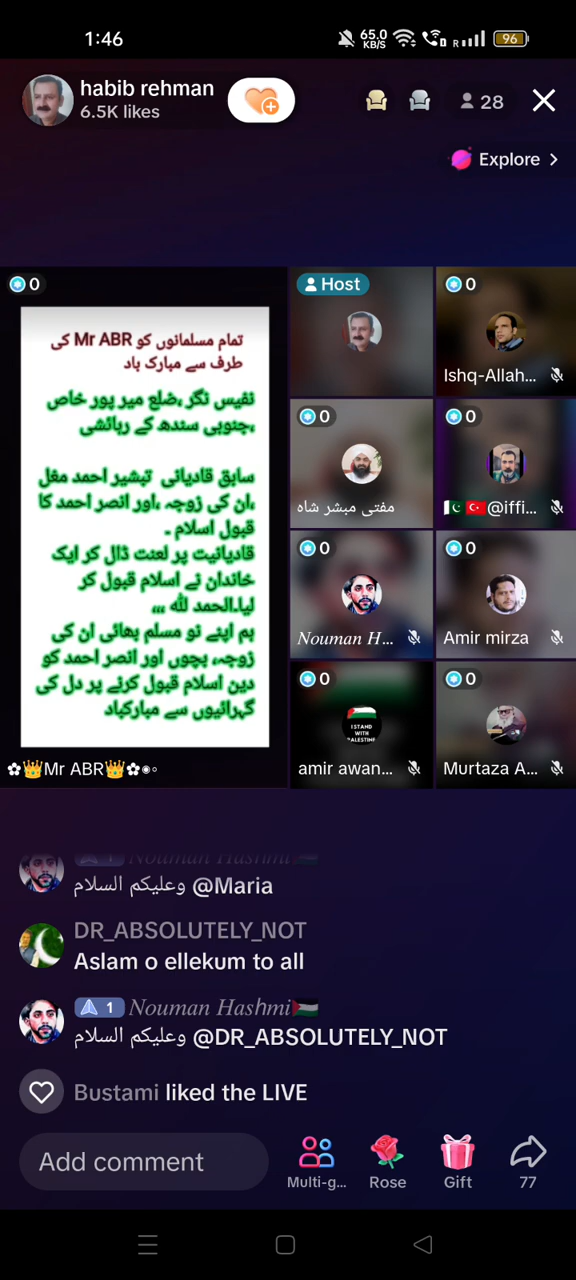 1:46
65.0
KB/S
R
96
habib rehman
6.5K likes
28
Explore
0
تمام مسلمانوں کو Mr ABR کی
طرف سے مبارک باد
نفیس نگر ،ضلع میر پور خاص
،جنوبی سندھ کے رہائشی
سابق قادیانی تبشیر احمد مغل
،ان کی زوجہ ،اور انصر احمد کا
قبول اسلام ۔
قادیانیت پر لعنت ڈال کر ایک
خاندان نے اسلام قبول کر
لیا۔الحمد للہ ،،،
ہم اپنے نو مسلم بھائی ان کی
زوجہ، بچوں اور انصر احمد کو
دین اسلام قبول کرنے پر دل کی
گہرائیوں سے مبارکباد
✿👑Mr ABR👑✿◉◦
Host
0
Ishq-Allah...
0
مفتی مبشر شاہ
0
🇵🇰 🇹🇷@iffi...
0
Nouman H...
0
Amir mirza
0
I STAND
WITH
PALESTINE
amir awan...
0
Murtaza A...
1 Nouman Hashmi🇵🇸
وعلیکم السلام @Maria
DR_ABSOLUTELY_NOT
Aslam o ellekum to all
1 Nouman Hashmi🇵🇸
وعلیکم السلام @DR_ABSOLUTELY_NOT
Bustami liked the LIVE
Add comment
Multi-g...
Rose
Gift
77